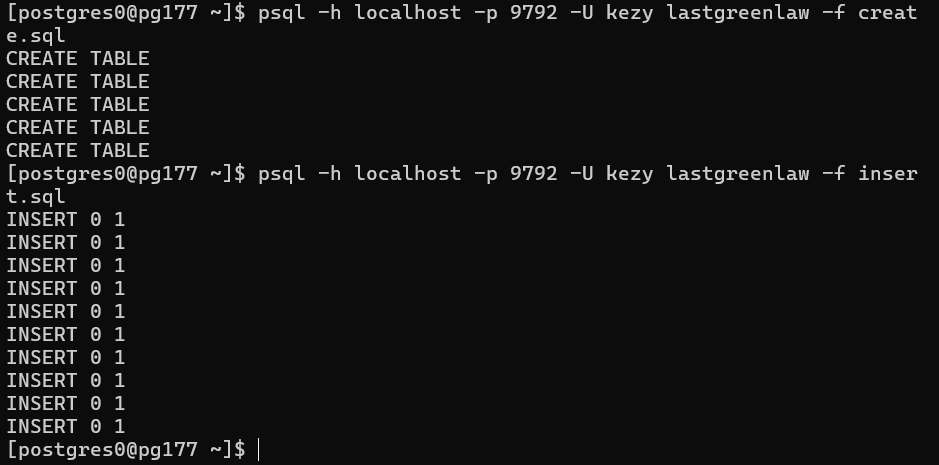 [postgres0@pg177 ~]$ psql -h localhost -p 9792 -U kezy lastgreenlaw -f creat
e.sql
CREATE TABLE
CREATE TABLE
CREATE TABLE
CREATE TABLE
CREATE TABLE
[postgres0@pg177 ~]$ psql -h localhost -p 9792 -U kezy lastgreenlaw -f inser
t.sql
INSERT 0 1
INSERT 0 1
INSERT 0 1
INSERT 0 1
INSERT 0 1
INSERT 0 1
INSERT 0 1
INSERT 0 1
INSERT 0 1
INSERT 0 1
[postgres0@pg177 ~]$